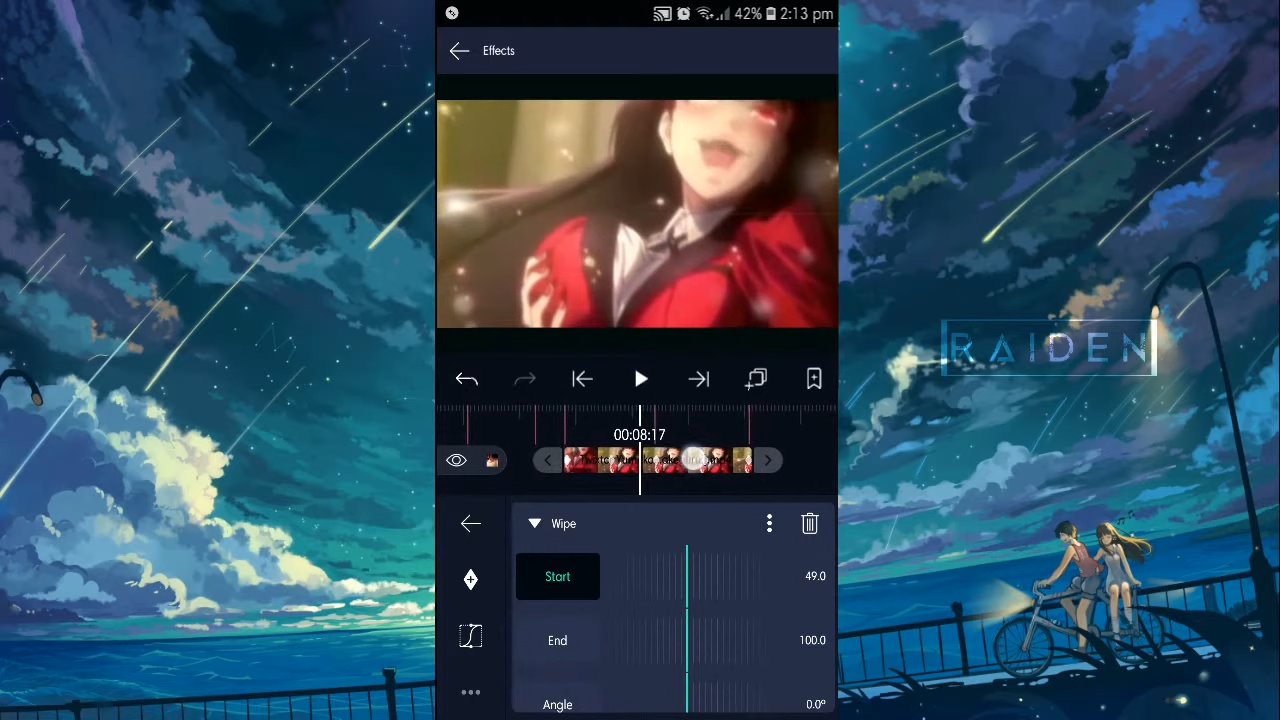 42% 2:13 pm
Effects
RAIDEN
00:08:17
Wipe
Start 49.0
End 100.0
Angle 0.0°